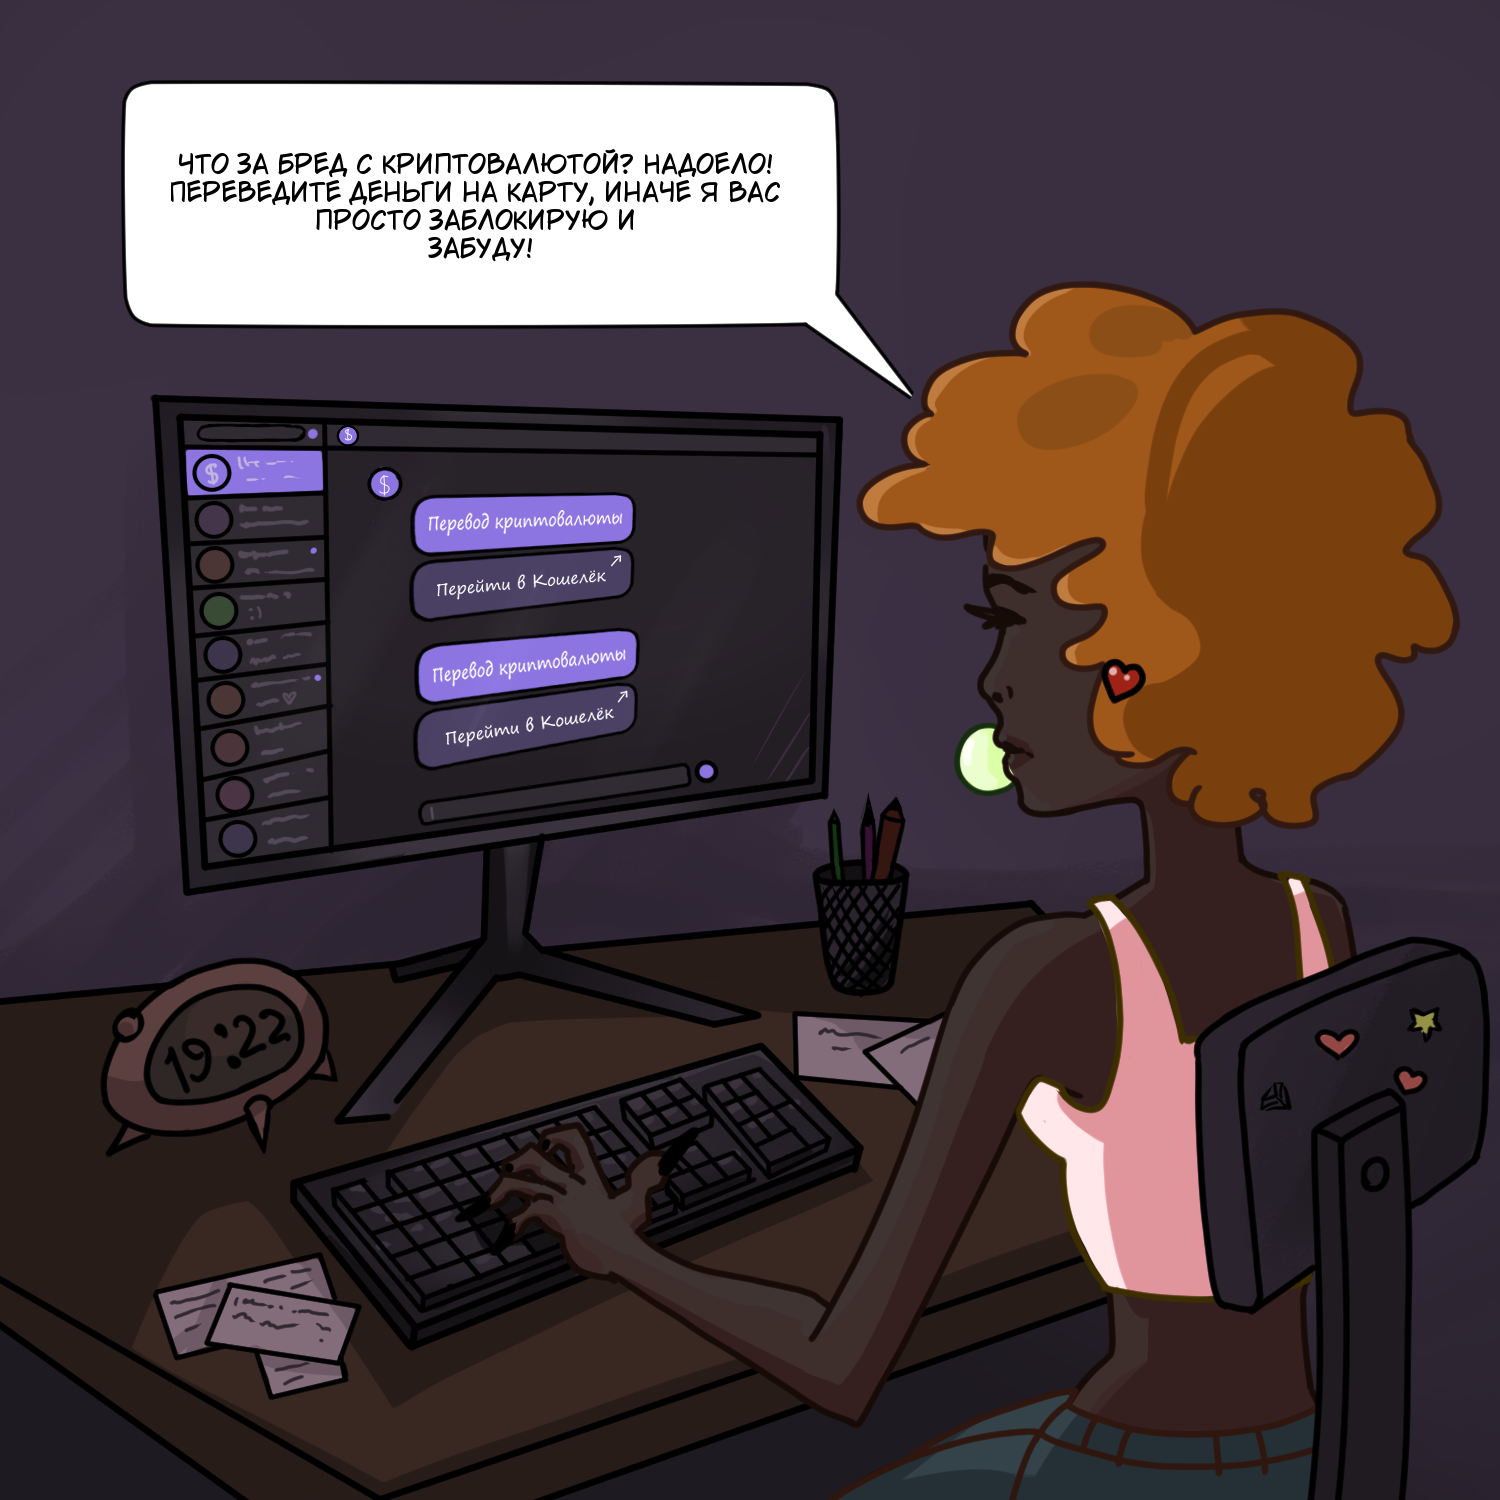 ЧТО ЗА БРЕД С КРИПТОВАЛЮТОЙ? НАДОЕЛО!
ПЕРЕВЕДИТЕ ДЕНЬГИ НА КАРТУ, ИНАЧЕ Я ВАС
ПРОСТО ЗАБЛОКИРУЮ И
ЗАБУДУ!
$
$
$
Перевод криптовалюты
Перейти в Кошелёк
:)
Перевод криптовалюты
Перейти в Кошелёк
19:22